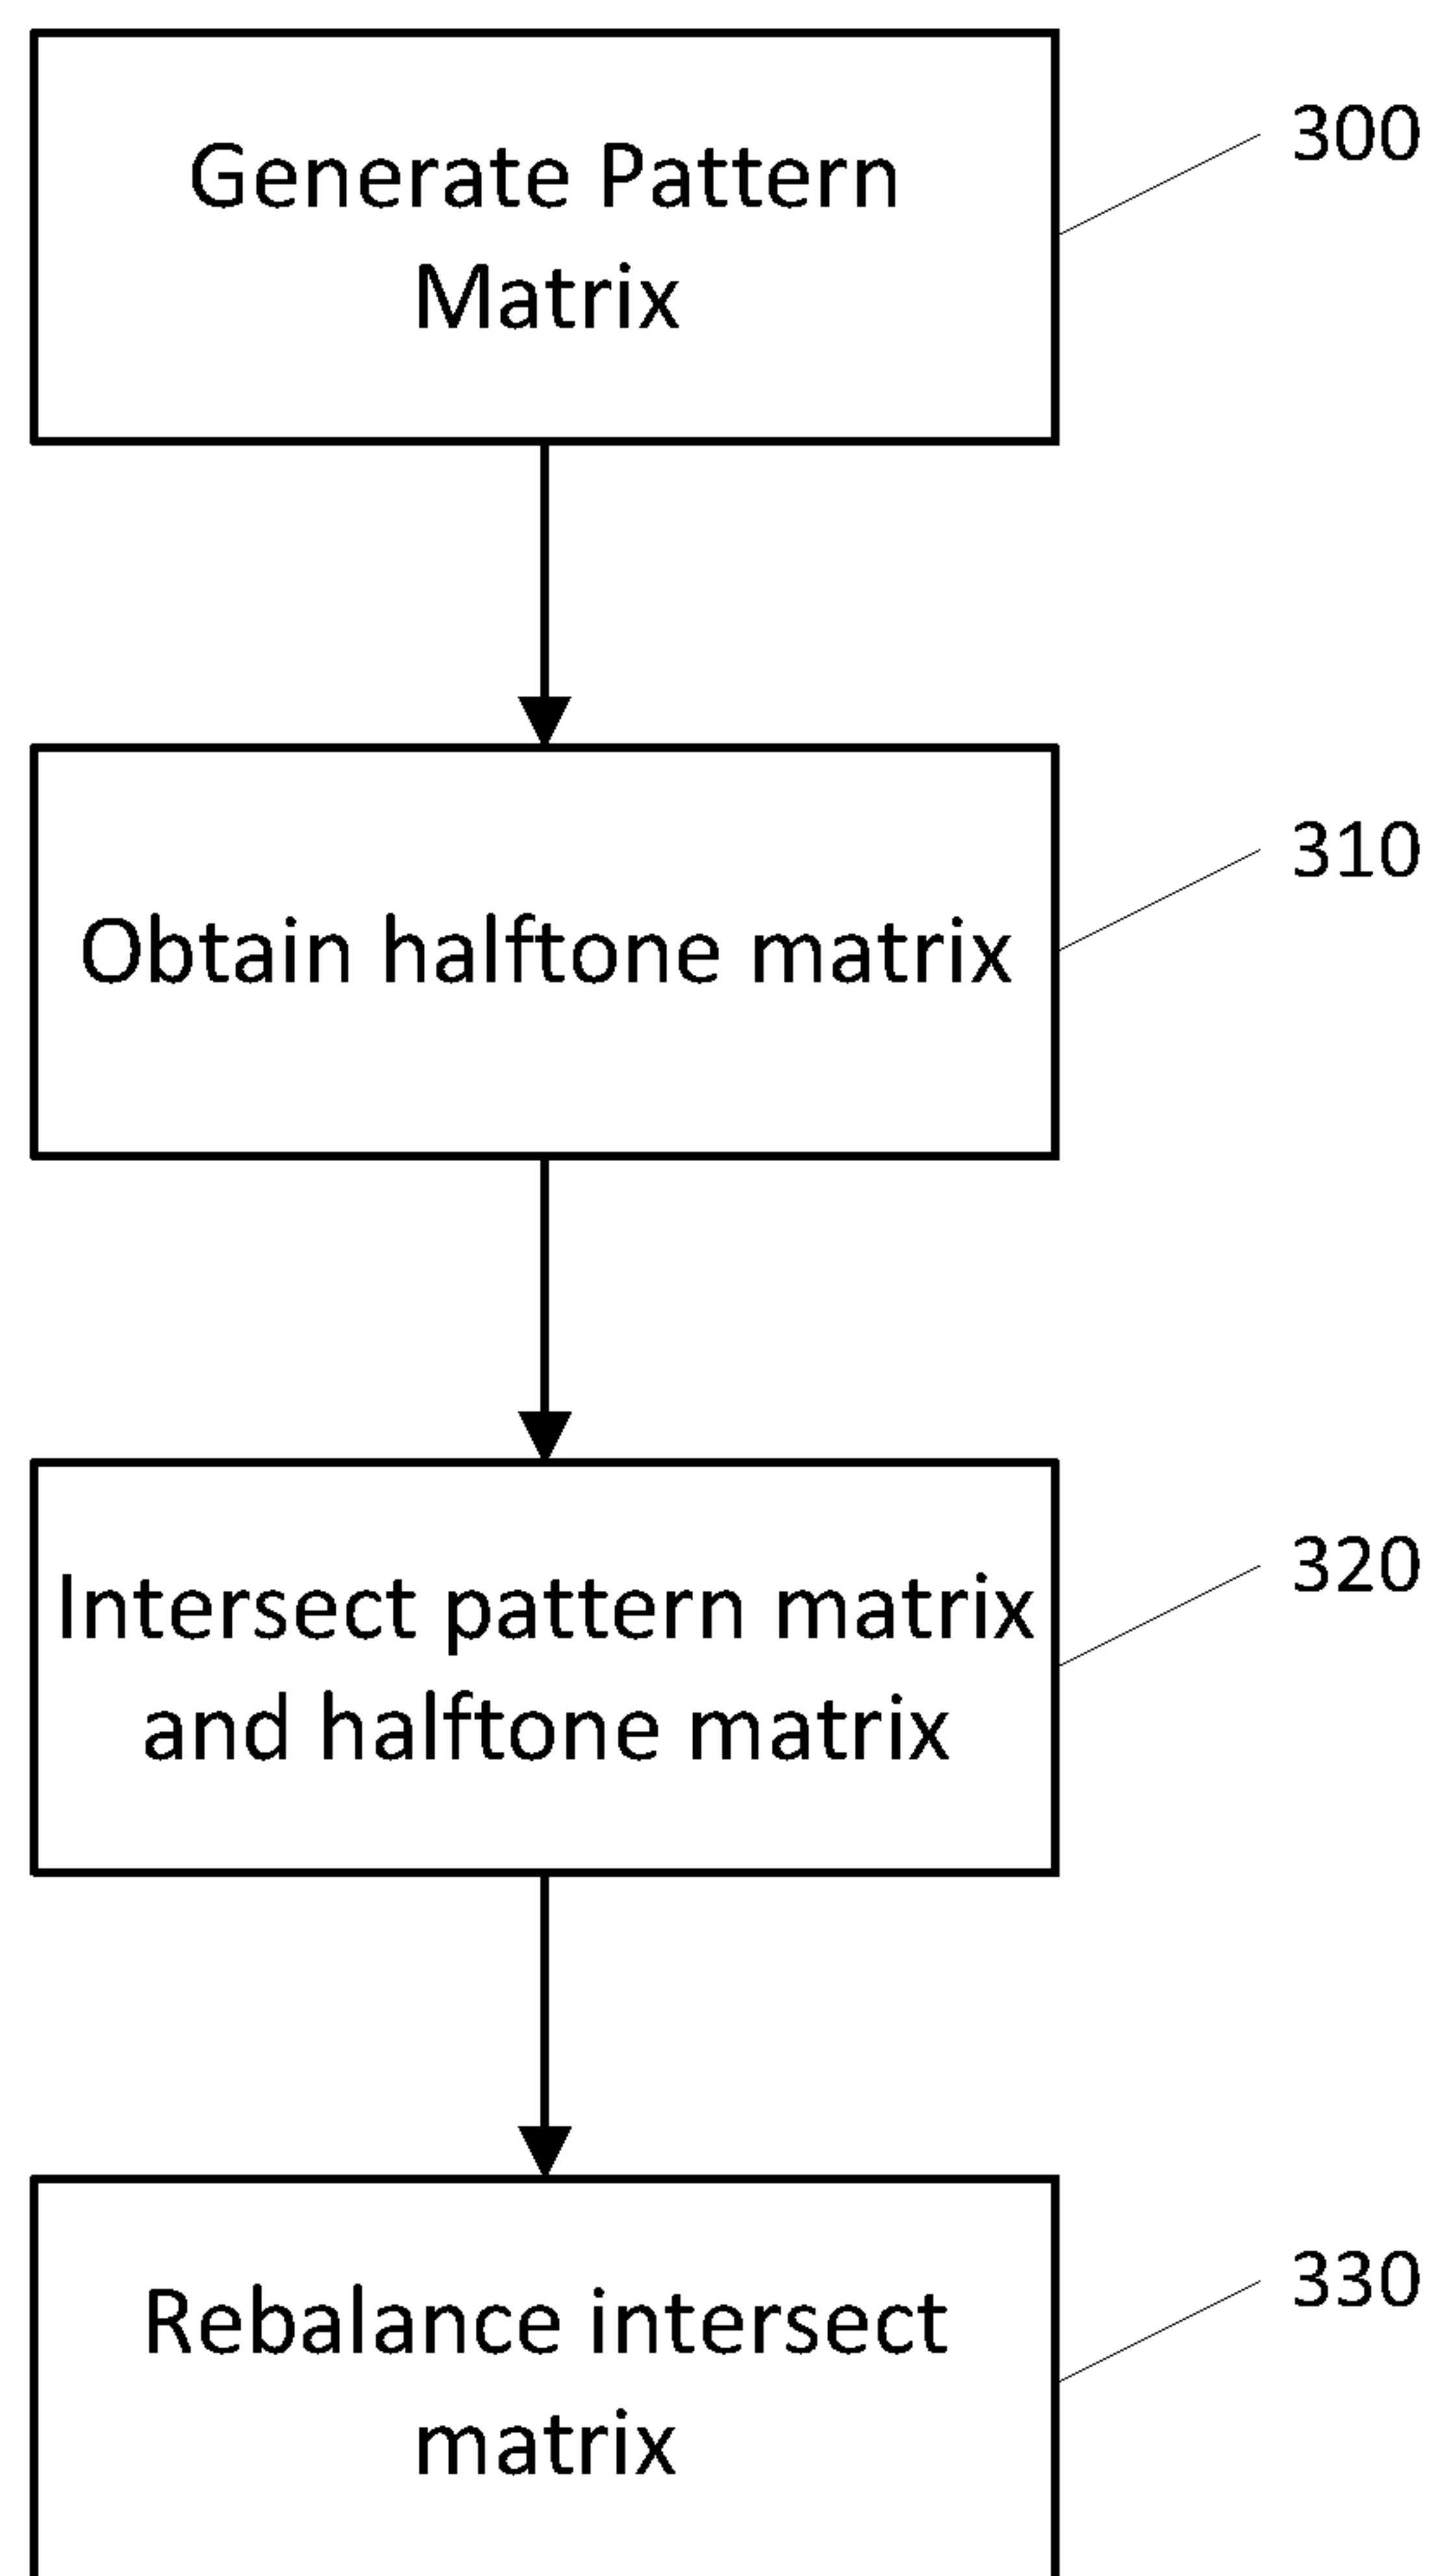 Generate Pattern
Matrix
300
Obtain halftone matrix
310
Intersect pattern matrix
and halftone matrix
320
Rebalance intersect
matrix
330